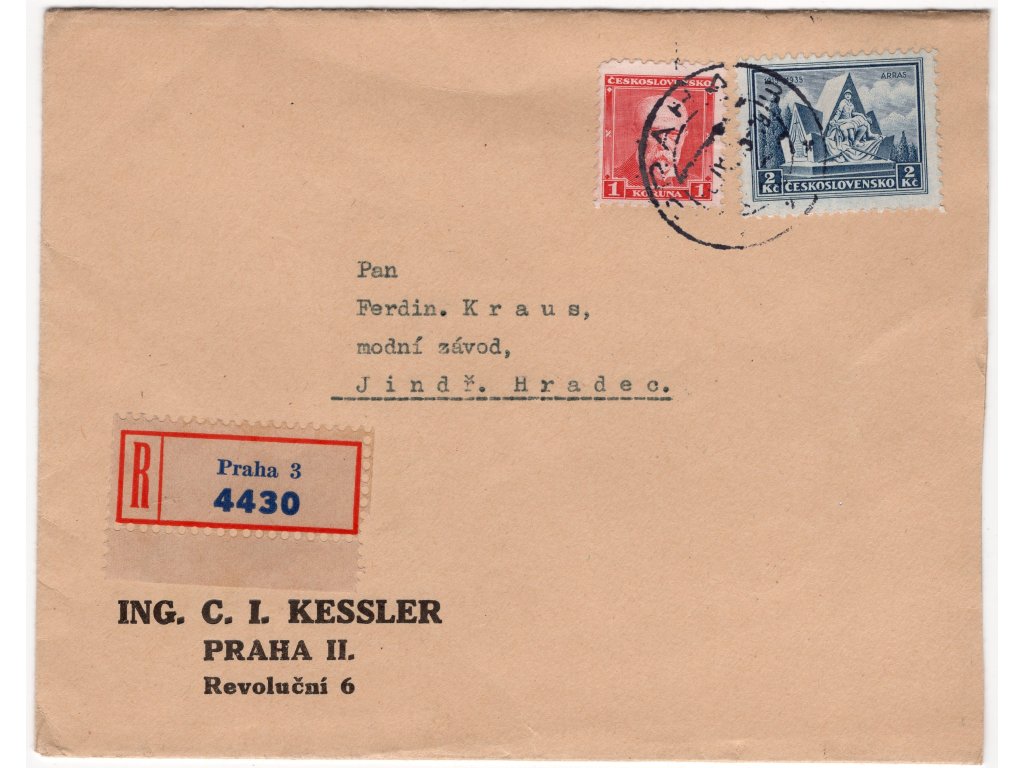 ČESKOSLOVENSKO
1 KORUNA 1
1935 ARRAS
2 Kč ČESKOSLOVENSKO 2 Kč
Pan
Ferdin. K r a u s,
modní závod,
J i n d ř. H r a d e c.
R
Praha 3
4430
ING. C. I. KESSLER
PRAHA II.
Revoluční 6